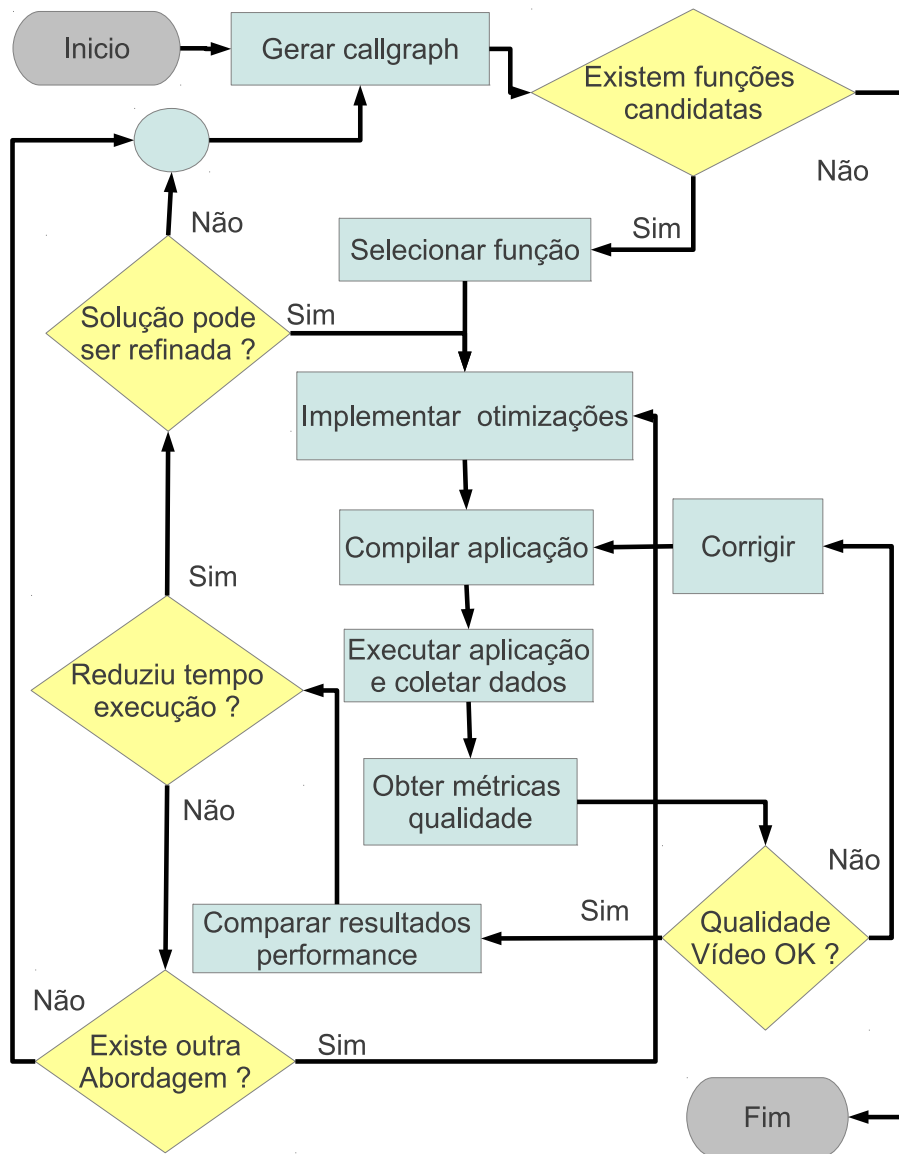 Inicio
Gerar callgraph
Existem funções
candidatas
Não
Sim
Não
Selecionar função
Solução pode
ser refinada ?
Sim
Implementar otimizações
Compilar aplicação
Corrigir
Sim
Executar aplicação
e coletar dados
Reduziu tempo
execução ?
Obter métricas
qualidade
Não
Não
Sim
Comparar resultados
performance
Qualidade
Vídeo OK ?
Não
Sim
Existe outra
Abordagem ?
Fim